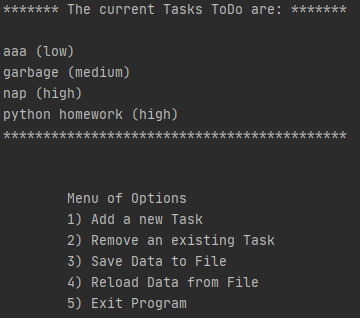 ******* The current Tasks ToDo are: *******
aaa (low)
garbage (medium)
nap (high)
python homework (high)
*******************************************
Menu of Options
1) Add a new Task
2) Remove an existing Task
3) Save Data to File
4) Reload Data from File
5) Exit Program